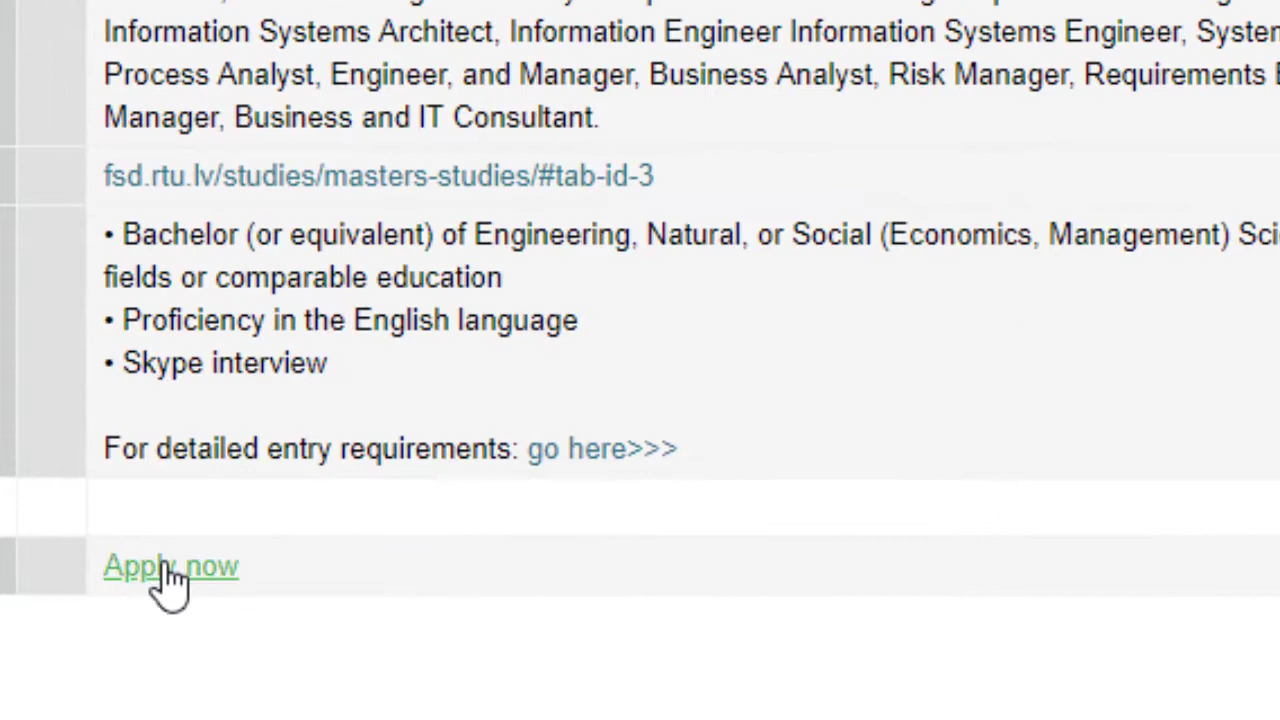 Information Systems Architect, Information Engineer Information Systems Engineer,
Process Analyst, Engineer, and Manager, Business Analyst, Risk Manager, Requirements
Manager, Business and IT Consultant.
fsd.rtu.lv/studies/masters-studies/#tab-id-3
• Bachelor (or equivalent) of Engineering, Natural, or Social (Economics, Management)
fields or comparable education
• Proficiency in the English language
• Skype interview
For detailed entry requirements: go here>>>
Apply now